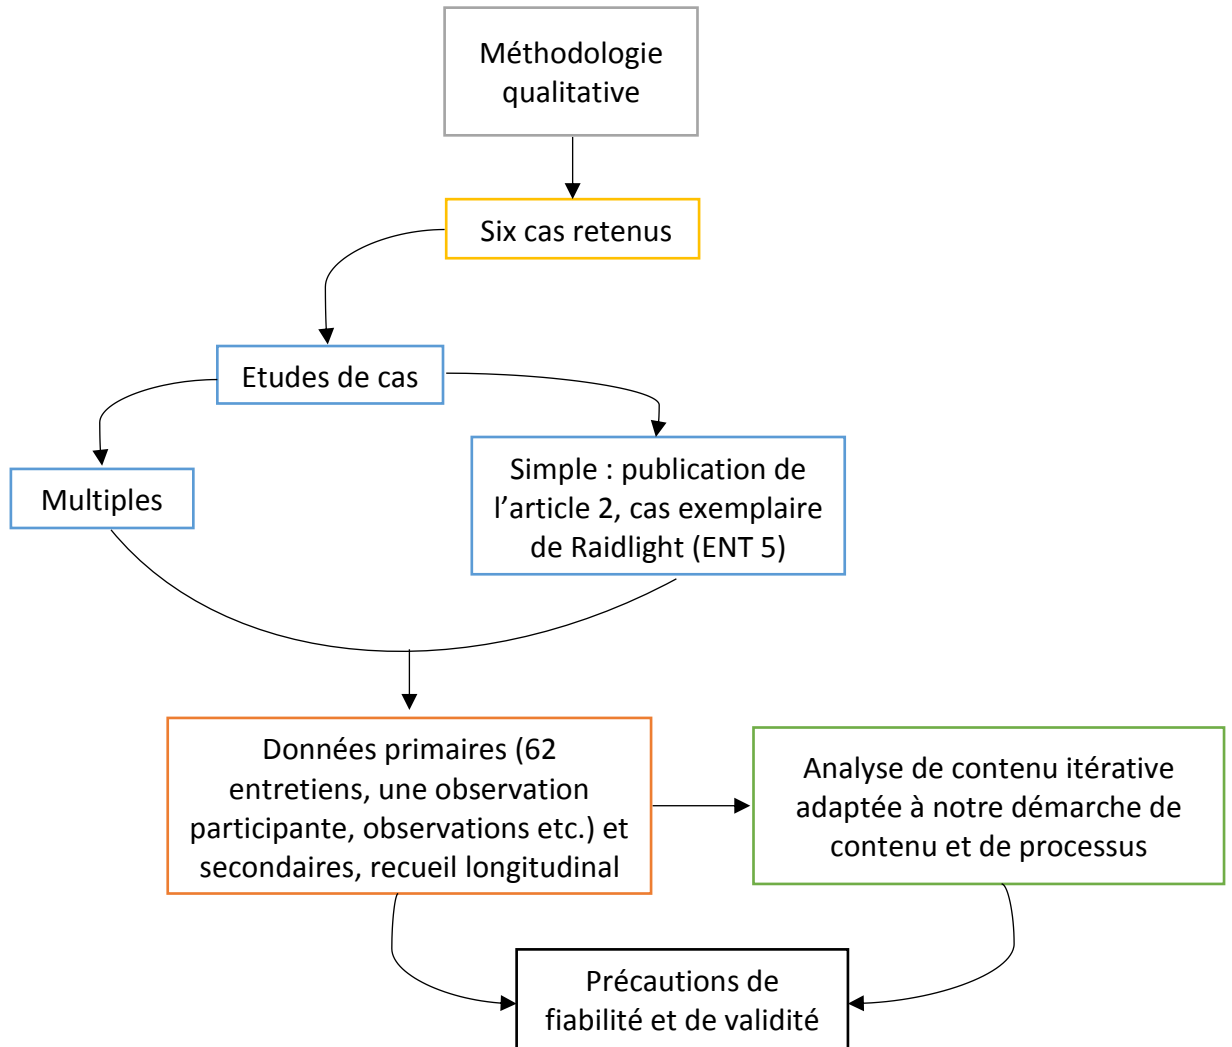 Méthodologie
qualitative
Six cas retenus
Etudes de cas
Multiples
Simple : publication de
l’article 2, cas exemplaire
de Raidlight (ENT 5)
Données primaires (62
entretiens, une observation
participante, observations etc.) et
secondaires, recueil longitudinal
Analyse de contenu itérative
adaptée à notre démarche de
contenu et de processus
Précautions de
fiabilité et de validité